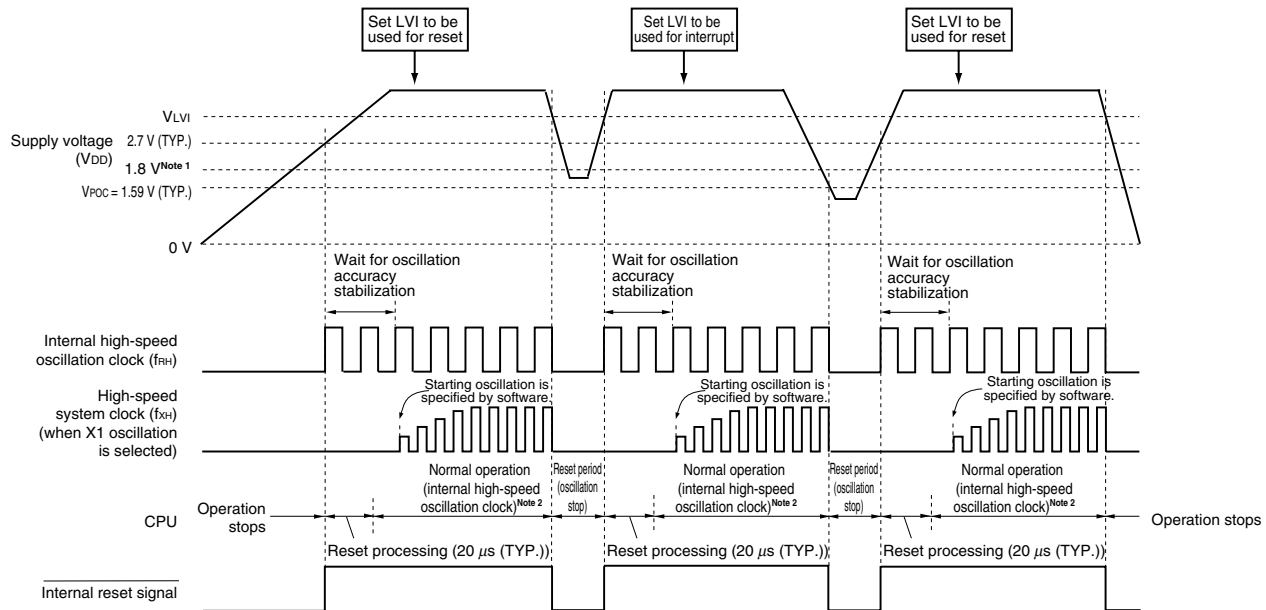 Set LVI to be
used for reset
Set LVI to be
used for interrupt
Set LVI to be
used for reset
VLVI
Supply voltage
(VDD)
2.7 V (TYP.)
1.8 V Note 1
VPOC = 1.59 V (TYP.)
0 V
Wait for oscillation
accuracy
stabilization
Wait for oscillation
accuracy
stabilization
Wait for oscillation
accuracy
stabilization
Internal high-speed
oscillation clock (fRH)
High-speed
system clock (fXH)
(when X1 oscillation
is selected)
Starting oscillation is
specified by software.
Starting oscillation is
specified by software.
Starting oscillation is
specified by software.
CPU
Operation
stops
Normal operation
(internal high-speed
oscillation clock)Note 2
Reset period
(oscillation
stop)
Normal operation
(internal high-speed
oscillation clock)Note 2
Reset period
(oscillation
stop)
Normal operation
(internal high-speed
oscillation clock)Note 2
Operation stops
Reset processing (20 μs (TYP.))
Reset processing (20 μs (TYP.))
Reset processing (20 μs (TYP.))
Internal reset signal